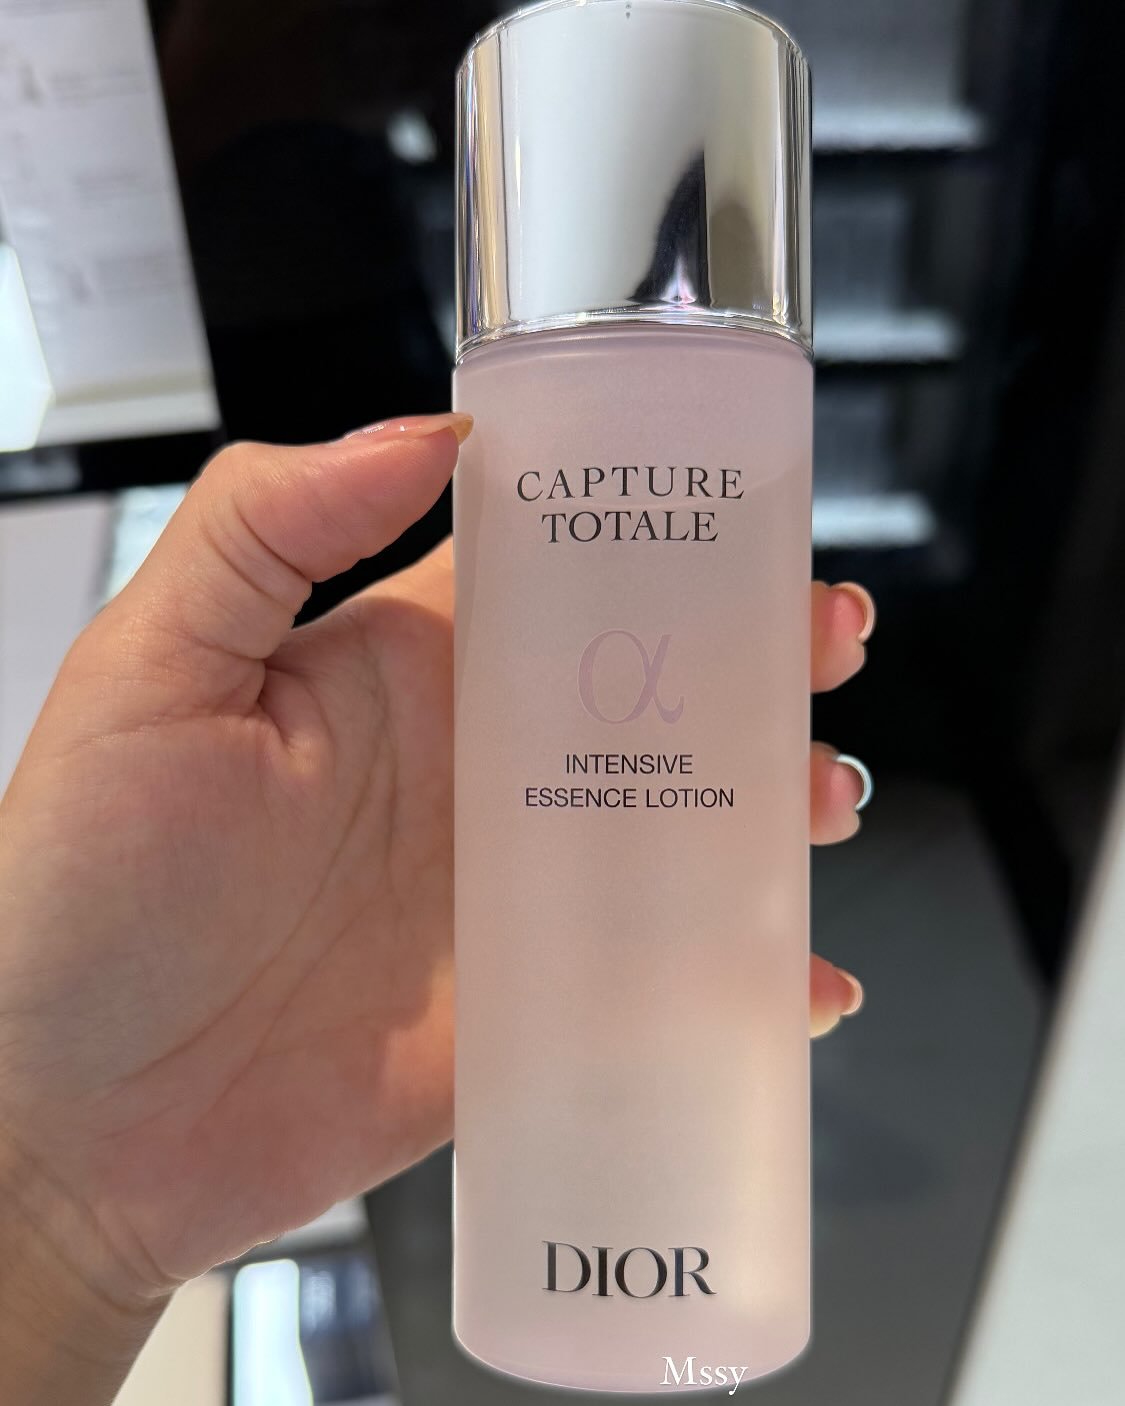 CAPTURE
TOTALE
α
INTENSIVE
ESSENCE LOTION
DIOR
Mssy